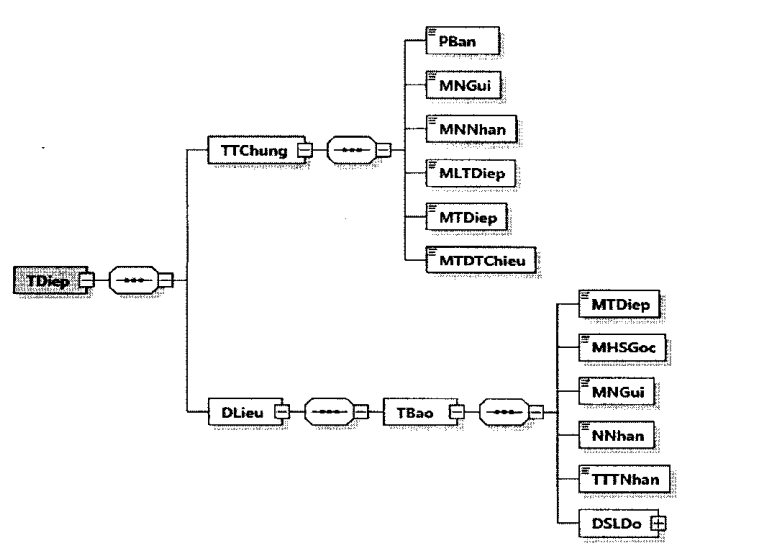 PBan
MNGui
MNNhan
TTChung
MLTDiep
MTDiep
MTDTChieu
TDiep
MTDiep
MHSGoc
MNGui
DLieu
TBao
NNhan
TTTNhan
DSLDo